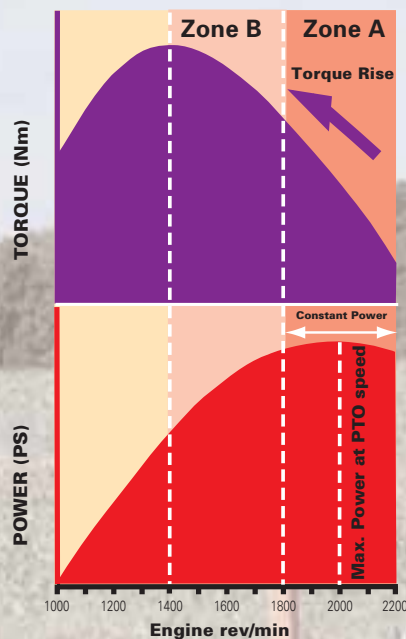 Zone B
Zone A
Torque Rise
TORQUE (Nm)
Constant Power
Max. Power at PTO speed
POWER (PS)
1000 1200 1400 1600 1800 2000 2200
Engine rev/min